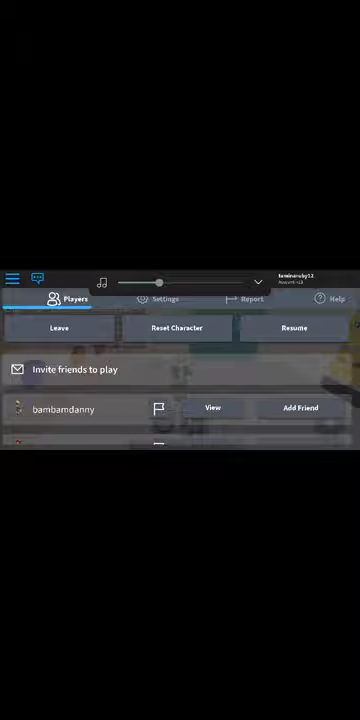 Players
Settings
Report
Help
Leave
Reset Character
Resume
Invite friends to play
bambamdanny
View
Add Friend